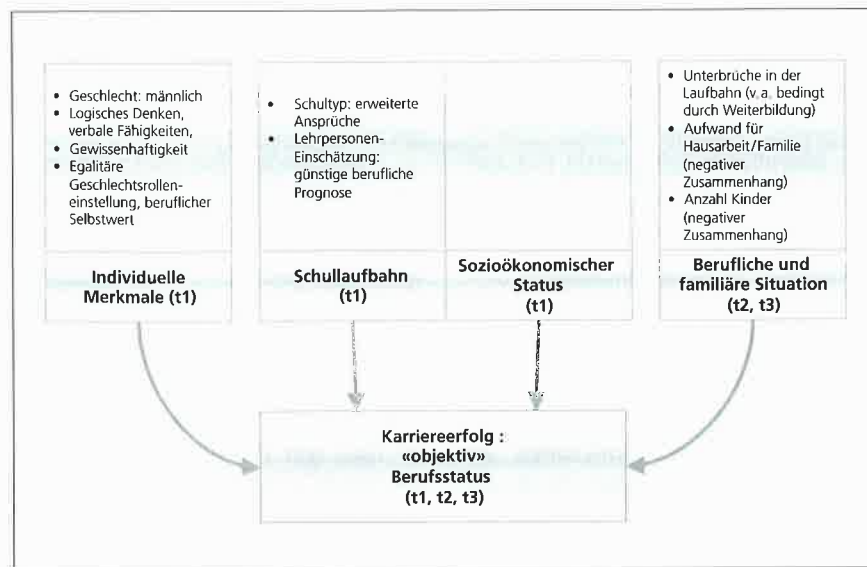 • Geschlecht: männlich
• Logisches Denken,
verbale Fähigkeiten,
• Gewissenhaftigkeit
• Egalitäre
Geschlechtsrollen-
einstellung, beruflicher
Selbstwert
Individuelle
Merkmale (t1)
• Schultyp: erweiterte
Ansprüche
• Lehrpersonen-
Einschätzung:
günstige berufliche
Prognose
Schullaufbahn
(t1)
Sozioökonomischer
Status
(t1)
• Unterbrüche in der
Laufbahn (v. a. bedingt
durch Weiterbildung)
• Aufwand für
Hausarbeit/Familie
(negativer
Zusammenhang)
• Anzahl Kinder
(negativer
Zusammenhang)
Berufliche und
familiäre Situation
(t2, t3)
Karriereerfolg :
«objektiv»
Berufsstatus
(t1, t2, t3)